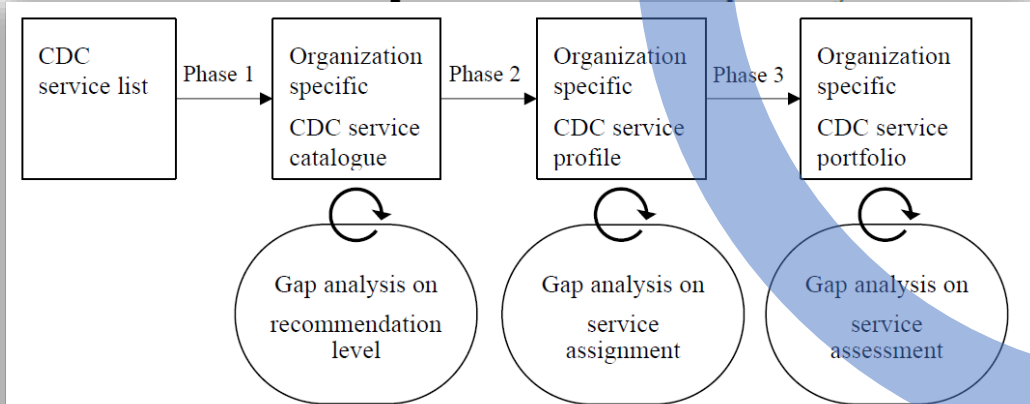 CDC
service list
Phase 1
Organization
specific
CDC service
catalogue
Phase 2
Organization
specific
CDC service
profile
Phase 3
Organization
specific
CDC service
portfolio
Gap analysis on
recommendation
level
Gap analysis on
service
assignment
Gap analysis on
service
assessment